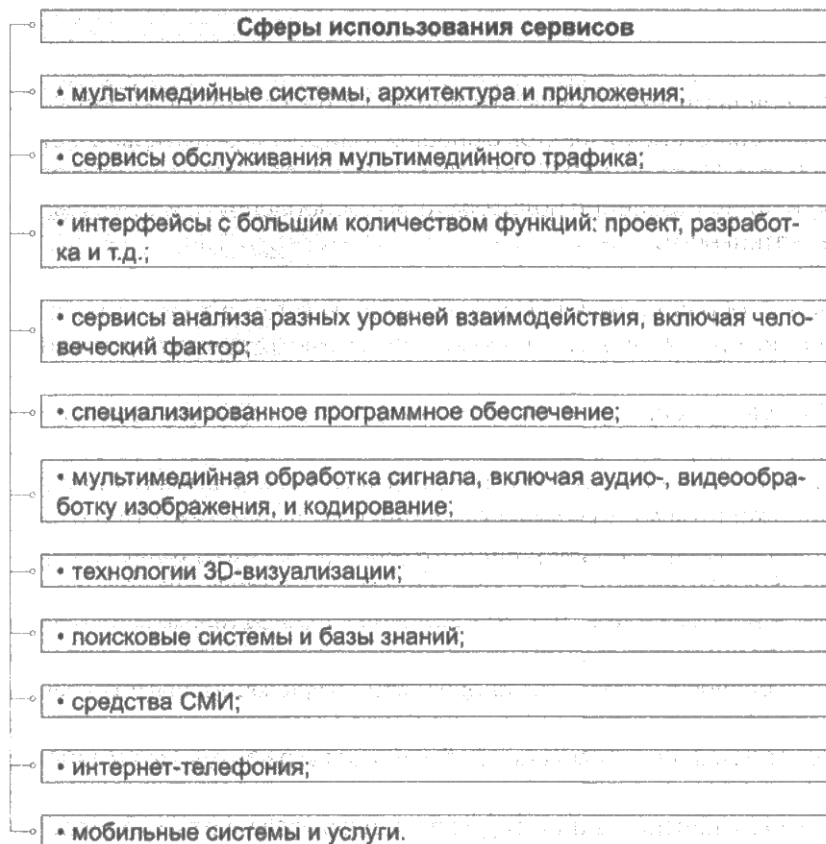 Сферы использования сервисов
• мультимедийные системы, архитектура и приложения;
• сервисы обслуживания мультимедийного трафика;
• интерфейсы с большим количеством функций: проект, разработ-
ка и т.д.;
• сервисы анализа разных уровней взаимодействия, включая чело-
веческий фактор;
• специализированное программное обеспечение;
• мультимедийная обработка сигнала, включая аудио-, видеообра-
ботку изображения, и кодирование;
• технологии 3D-визуализации;
• поисковые системы и базы знаний;
• средства СМИ;
• интернет-телефония;
• мобильные системы и услуги.